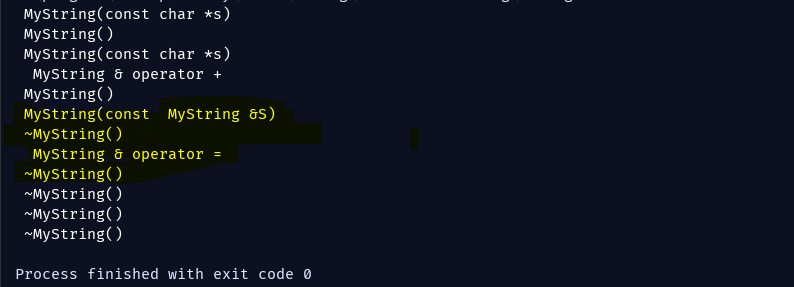 MyString(const char *s)
MyString()
MyString(const char *s)
MyString & operator +
MyString()
MyString(const  MyString &S)
~MyString()
MyString & operator =
~MyString()
~MyString()
~MyString()
~MyString()
Process finished with exit code 0